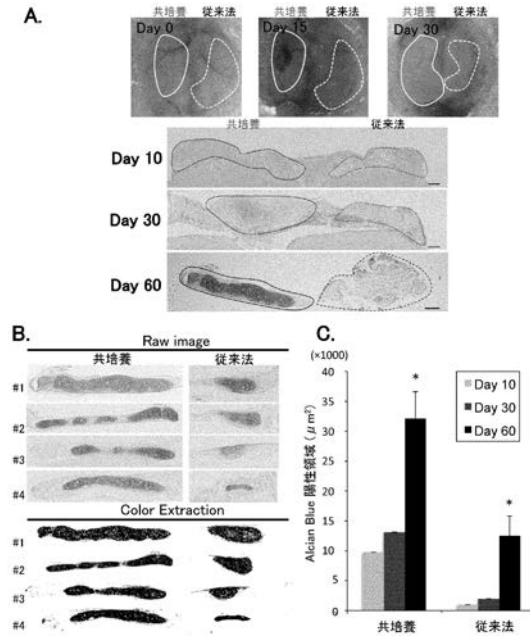 A.
共培養 従来法 共培養 従来法 共培養 従来法
Day 0 Day 15 Day 30
共培養 従来法
Day 10
Day 30
Day 60
B.
Raw image
共培養 従来法
#1
#2
#3
#4
Color Extraction
#1
#2
#3
#4
C.
(×1000)
Alcian Blue 陽性領域 (μm²)
40
35
30
25
20
15
10
5
0
*
*
Day 10
Day 30
Day 60
共培養 従来法